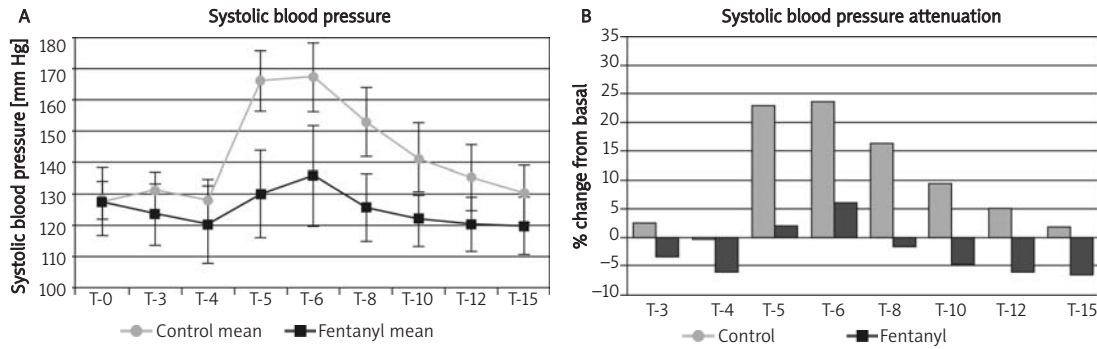 A
Systolic blood pressure
Systolic blood pressure [mm Hg]
180
170
160
150
140
130
120
110
100
T-0 T-3 T-4 T-5 T-6 T-8 T-10 T-12 T-15
Control mean Fentanyl mean
B
Systolic blood pressure attenuation
% change from basal
35
30
25
20
15
10
5
0
–5
–10
T-3 T-4 T-5 T-6 T-8 T-10 T-12 T-15
Control Fentanyl